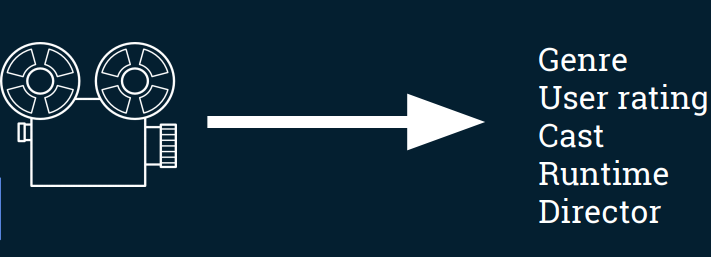 Genre
User rating
Cast
Runtime
Director